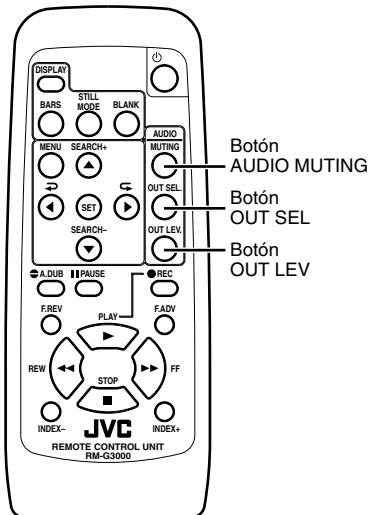 DISPLAY
BARS
STILL
MODE
BLANK
AUDIO
MENU
SEARCH+
MUTING
Botón
AUDIO MUTING
SET
OUT SEL.
Botón
OUT SEL
SEARCH–
OUT LEV.
Botón
OUT LEV
A.DUB
PAUSE
REC
F.REV
PLAY
F.ADV
REW
FF
STOP
INDEX–
INDEX+
JVC
REMOTE CONTROL UNIT
RM-G3000